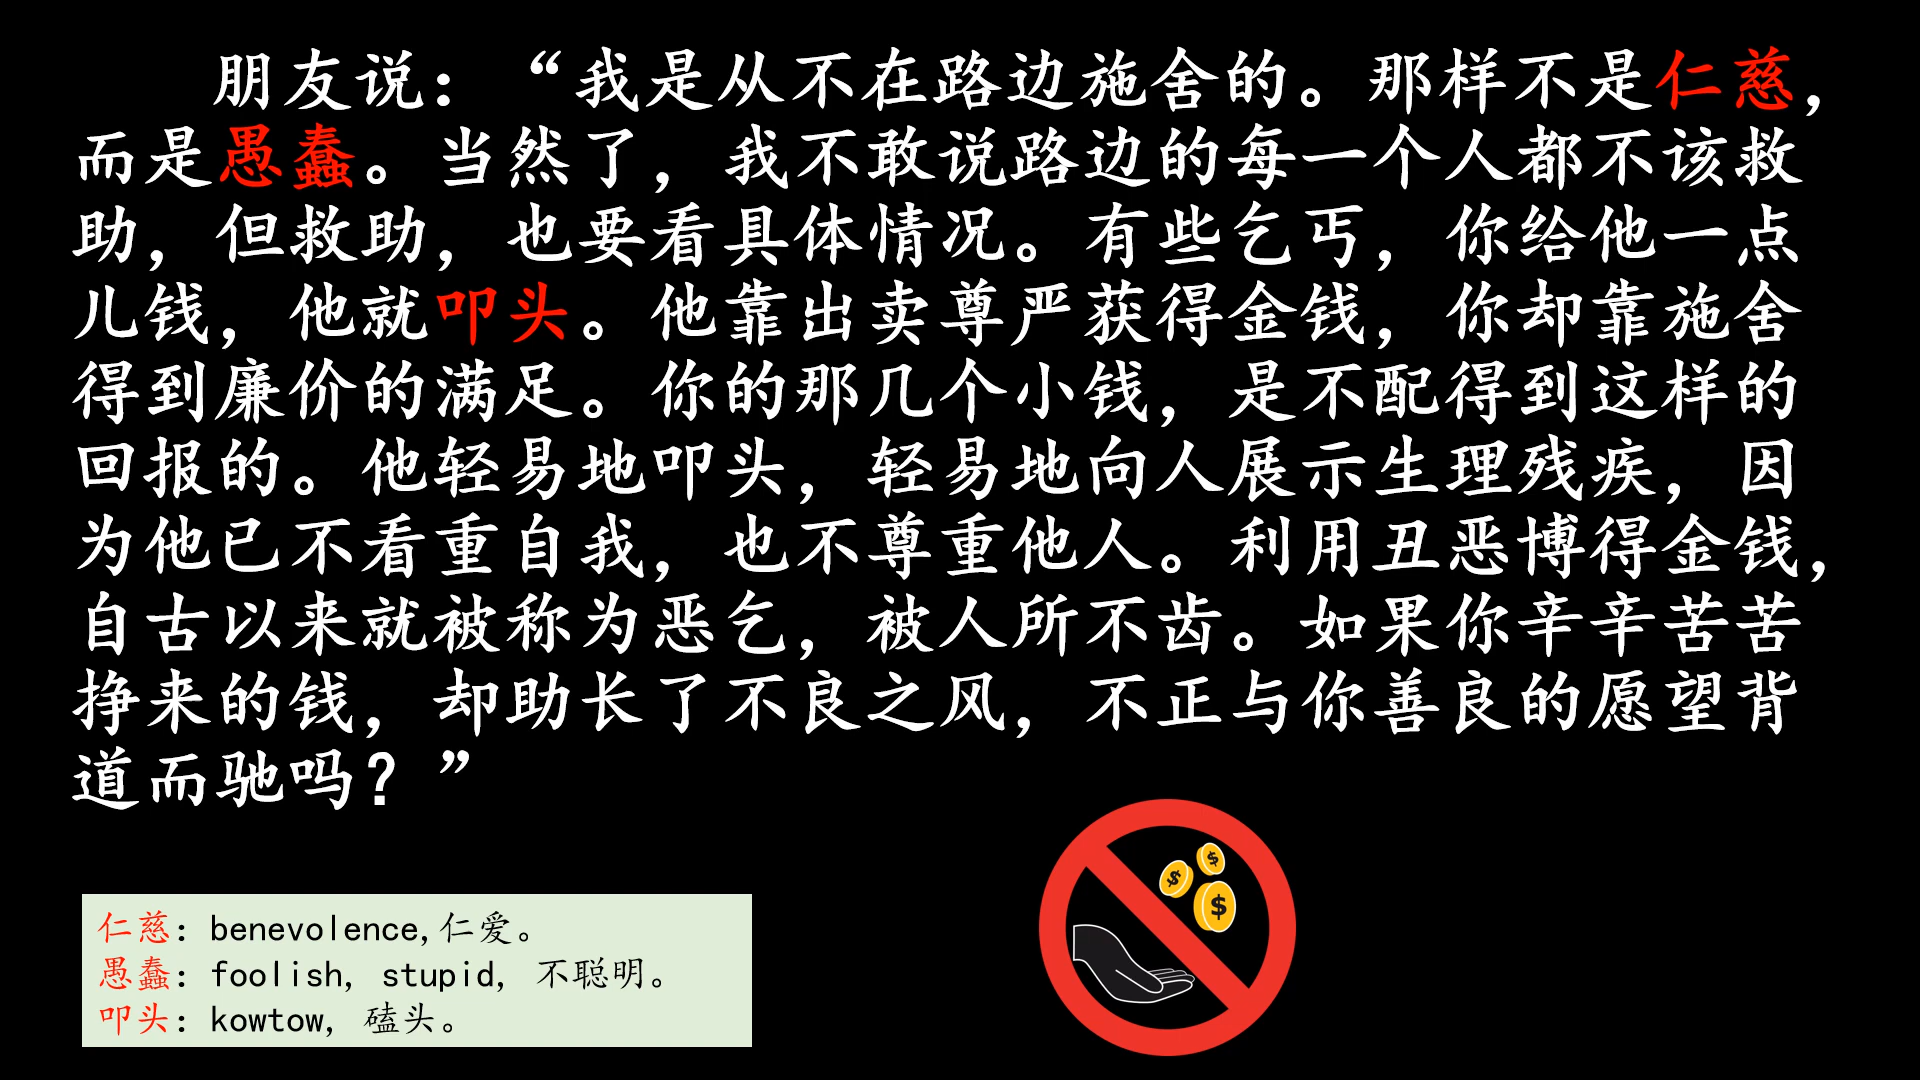 朋友说：“我是从不在路边施舍的。那样不是仁慈，
而是愚蠢。当然了，我不敢说路边的每一个人都不该救
助，但救助，也要看具体情况。有些乞丐，你给他一点
儿钱，他就叩头。他靠出卖尊严获得金钱，你却靠施舍
得到廉价的满足。你的那几个小钱，是不配得到这样的
回报的。他轻易地叩头，轻易地向人展示生理残疾，因
为他已不看重自我，也不尊重他人。利用丑恶博得金钱，
自古以来就被称为恶乞，被人所不齿。如果你辛辛苦苦
挣来的钱，却助长了不良之风，不正与你善良的愿望背
道而驰吗？”
$
$
$
仁慈：benevolence,仁爱。
愚蠢：foolish, stupid, 不聪明。
叩头：kowtow, 磕头。